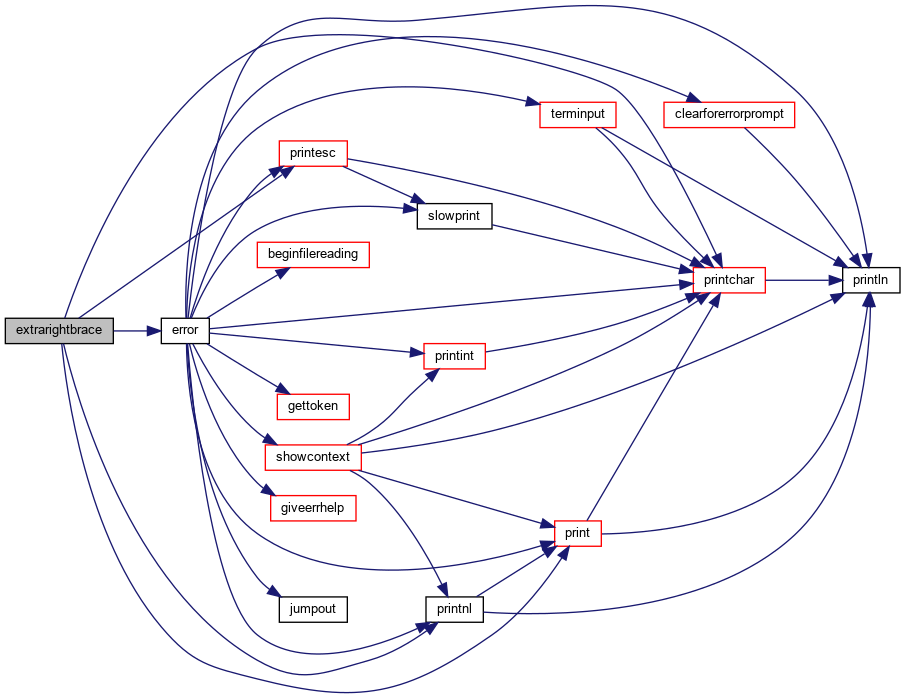 terminput
clearforerrorprompt
printesc
slowprint
beginfilereading
printchar
println
extrarightbrace
error
printint
gettoken
showcontext
giveerrhelp
print
jumpout
printnl